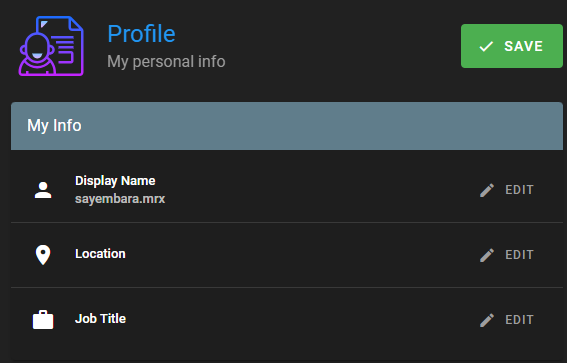 Profile
My personal info
SAVE
My Info
Display Name
sayembara.mrx
EDIT
Location
EDIT
Job Title
EDIT